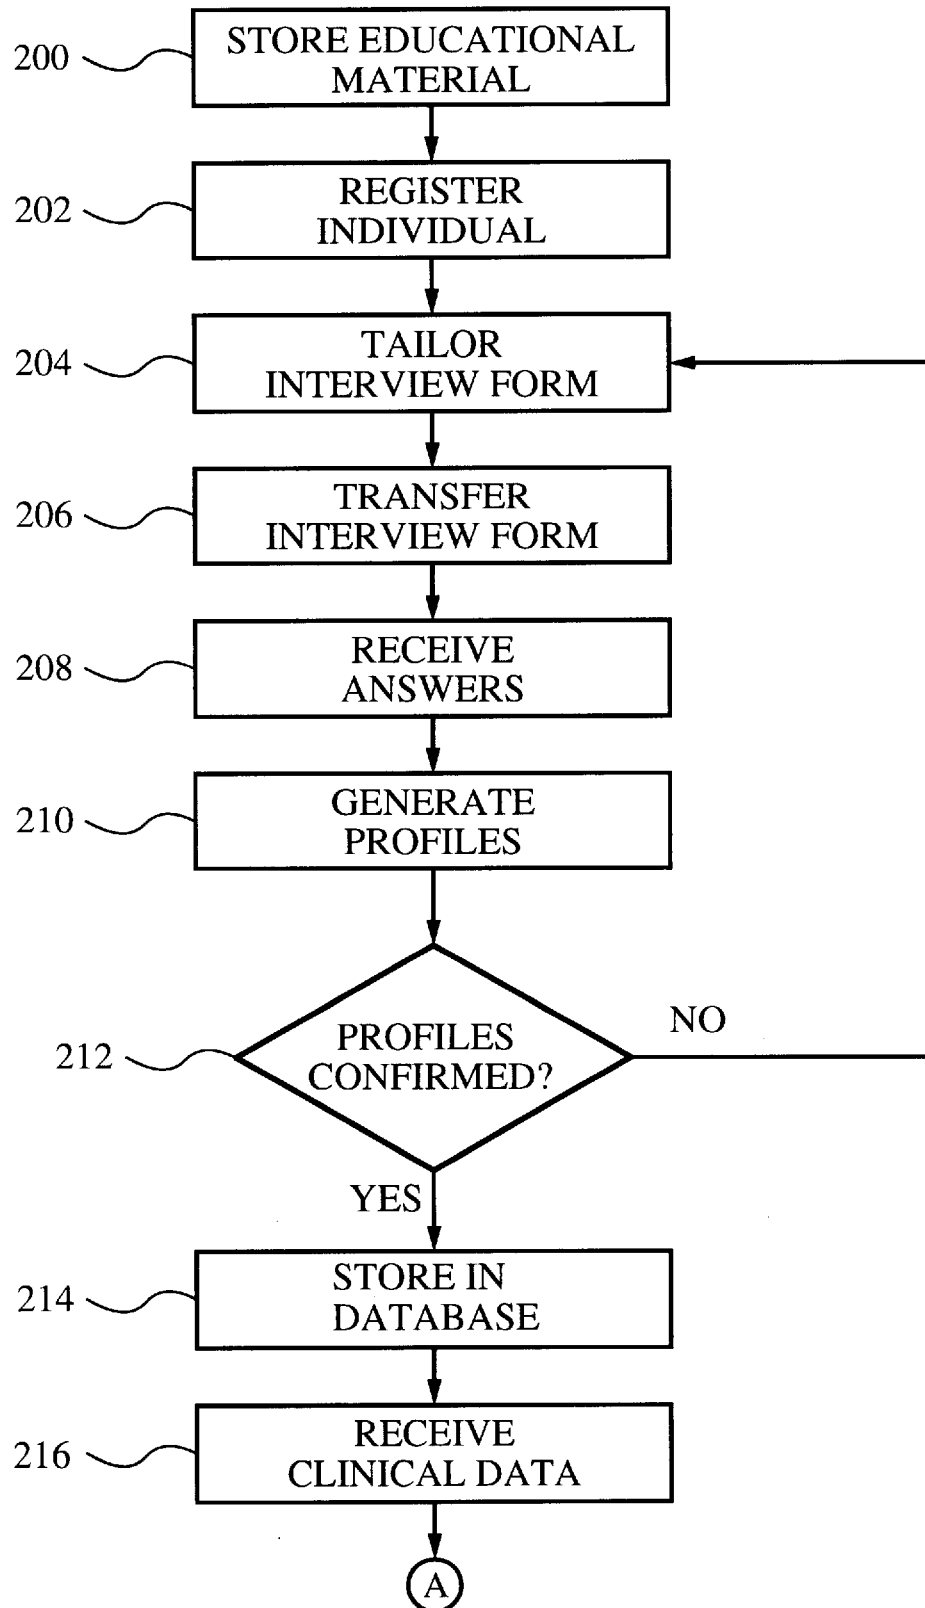 200
STORE EDUCATIONAL
MATERIAL
202
REGISTER
INDIVIDUAL
204
TAILOR
INTERVIEW FORM
206
TRANSFER
INTERVIEW FORM
208
RECEIVE
ANSWERS
210
GENERATE
PROFILES
212
PROFILES
CONFIRMED?
NO
YES
214
STORE IN
DATABASE
216
RECEIVE
CLINICAL DATA
A